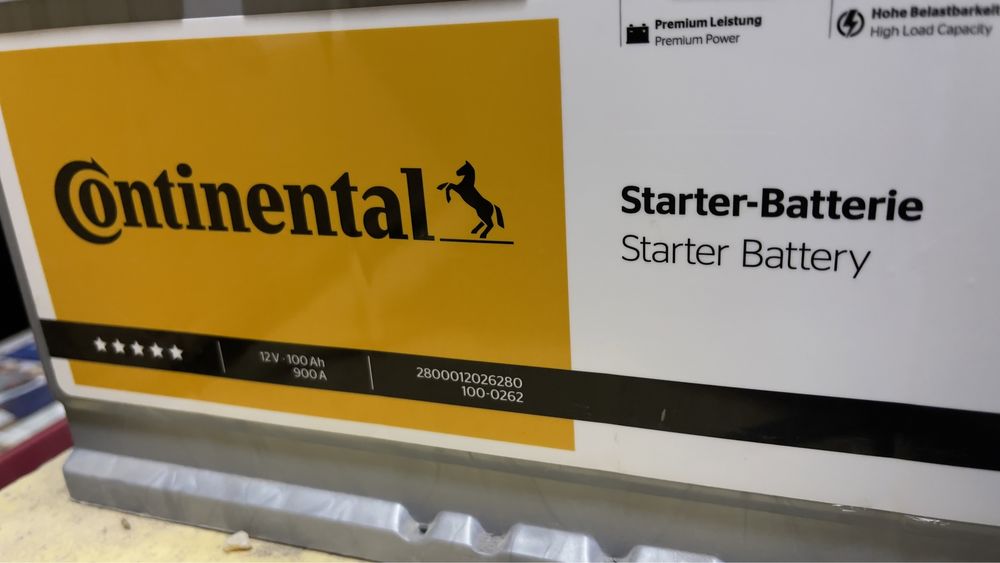 Premium Leistung
Premium Power
Hohe Belastbarkeit
High Load Capacity
Continental
Starter-Batterie
Starter Battery
12 V · 100 Ah
900 A
2800012026280
100-0262